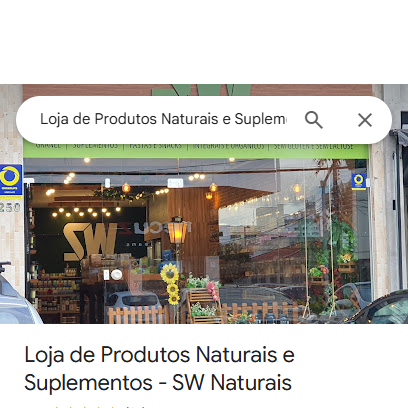 SW
Loja de Produtos Naturais e Suplem
GRANEL | SUPLEMENTOS | PASTAS E SNACKS | INTEGRAIS E ORGÂNICOS | SEM GLÚTEN E SEM LACTOSE
250
SW
Loja de Produtos Naturais e
Suplementos - SW Naturais